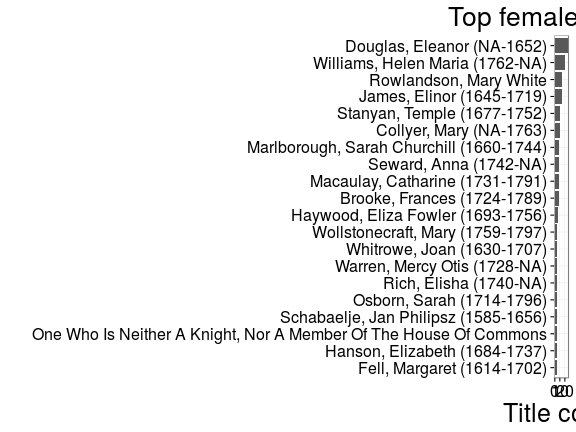 Top female
Douglas, Eleanor (NA-1652)
Williams, Helen Maria (1762-NA)
Rowlandson, Mary White
James, Elinor (1645-1719)
Stanyan, Temple (1677-1752)
Collyer, Mary (NA-1763)
Marlborough, Sarah Churchill (1660-1744)
Seward, Anna (1742-NA)
Macaulay, Catharine (1731-1791)
Brooke, Frances (1724-1789)
Haywood, Eliza Fowler (1693-1756)
Wollstonecraft, Mary (1759-1797)
Whitrowe, Joan (1630-1707)
Warren, Mercy Otis (1728-NA)
Rich, Elisha (1740-NA)
Osborn, Sarah (1714-1796)
Schabaelje, Jan Philipsz (1585-1656)
One Who Is Neither A Knight, Nor A Member Of The House Of Commons
Hanson, Elizabeth (1684-1737)
Fell, Margaret (1614-1702)
Title co